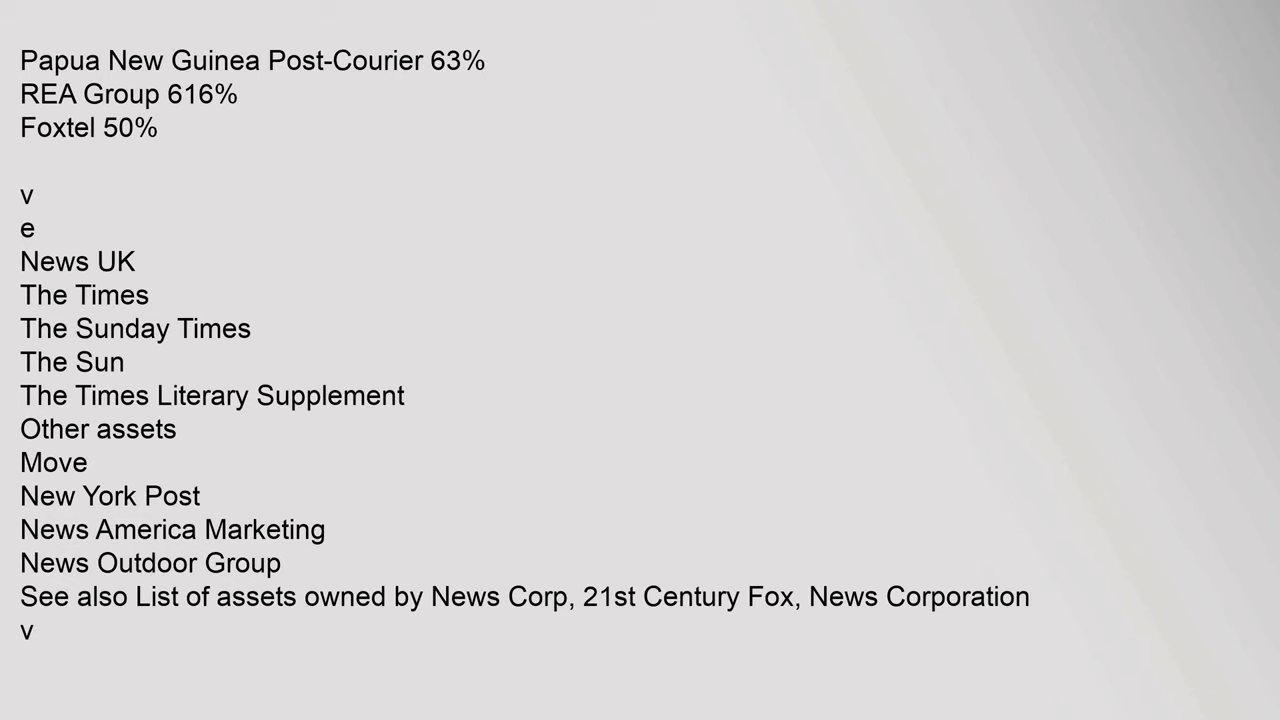 Papua New Guinea Post-Courier 63%
REA Group 616%
Foxtel 50%
v
e
News UK
The Times
The Sunday Times
The Sun
The Times Literary Supplement
Other assets
Move
New York Post
News America Marketing
News Outdoor Group
See also List of assets owned by News Corp, 21st Century Fox, News Corporation
v